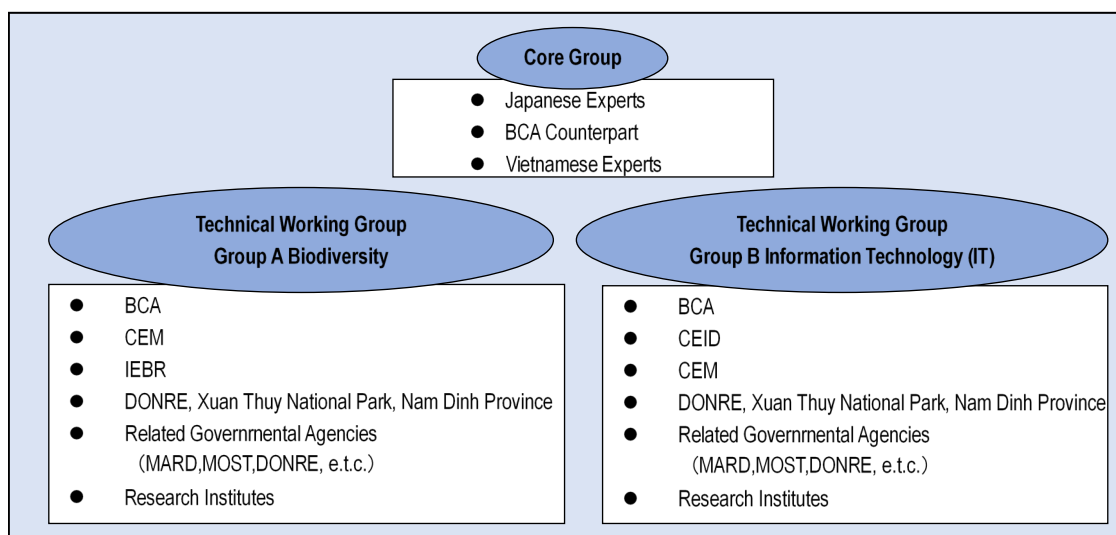 Core Group
● Japanese Experts
● BCA Counterpart
● Vietnamese Experts
Technical Working Group
Group A Biodiversity
● BCA
● CEM
● IEBR
● DONRE, Xuan Thuy National Park, Nam Dinh Province
● Related Governrnental Agencies
（MARD,MOST,DONRE, e.t.c.）
● Research Institutes
Technical Working Group
Group B Information Technology (IT)
● BCA
● CEID
● CEM
● DONRE, Xuan Thuy National Park, Nam Dinh Province
● Related Governrnental Agencies
（MARD,MOST,DONRE, e.t.c.）
● Research Institutes